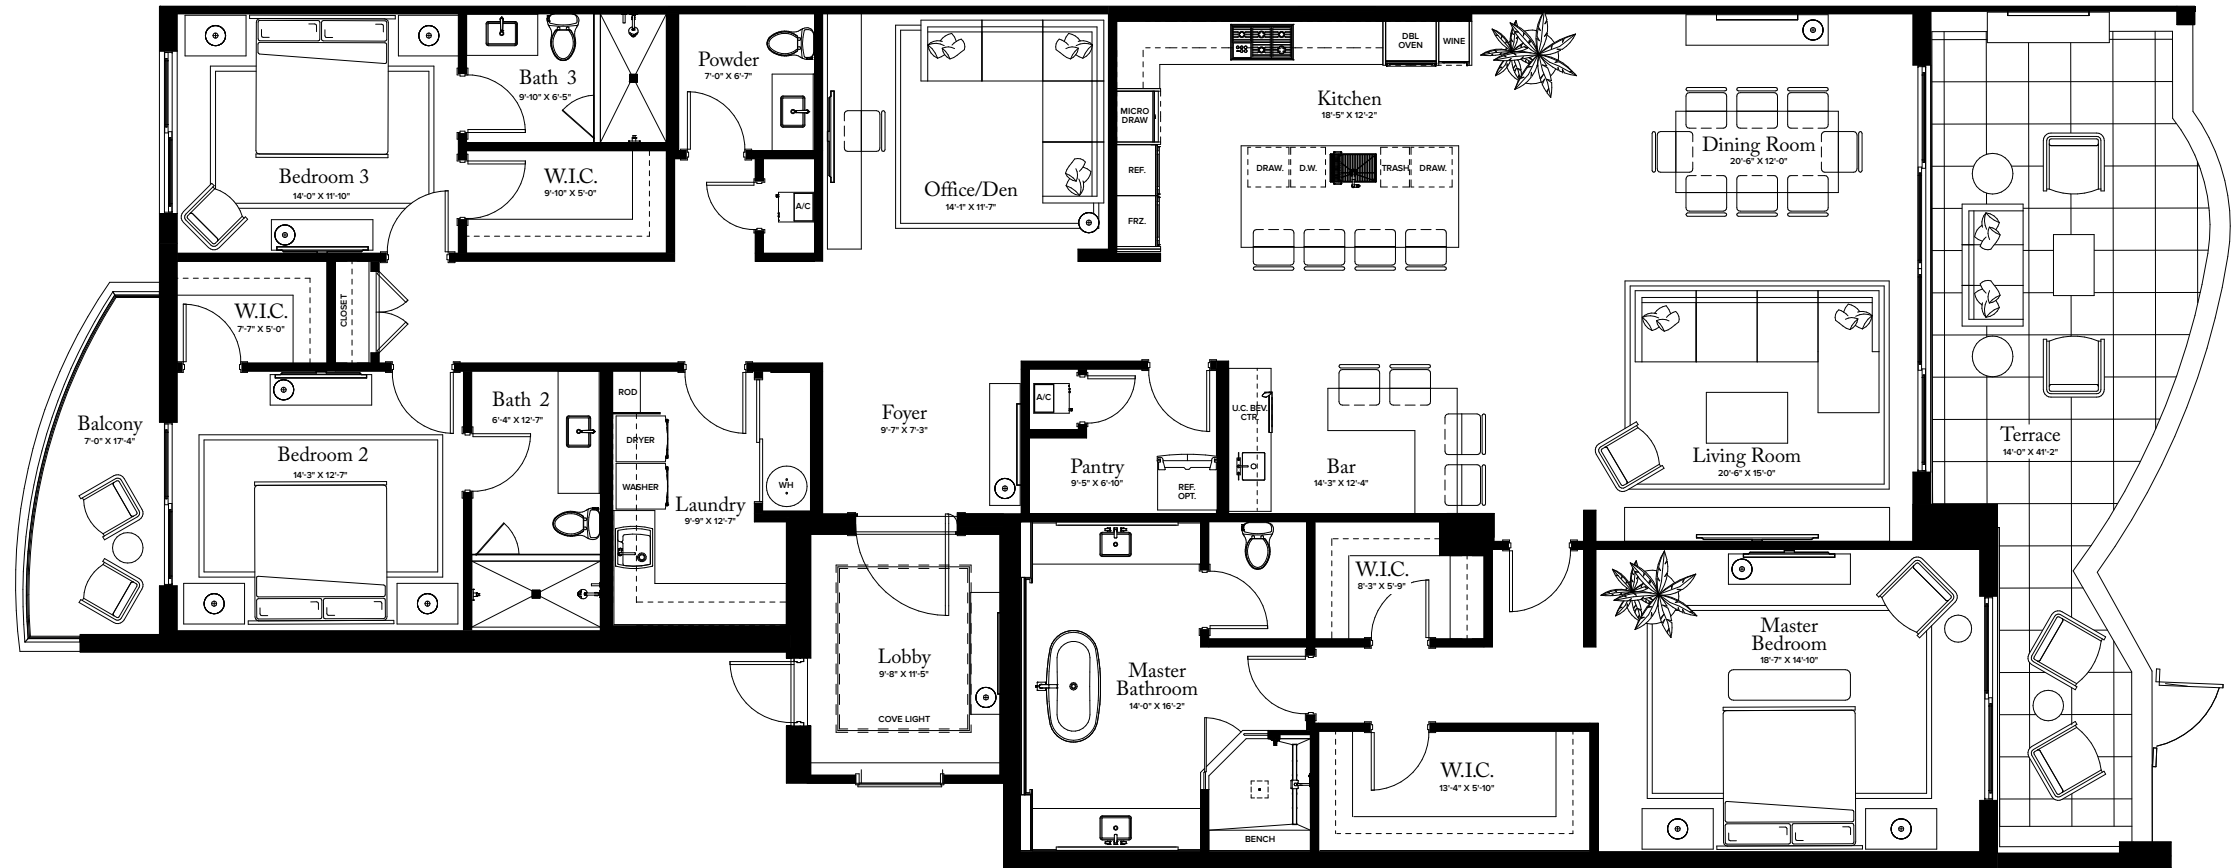 Bath 3
9'-10" X 6'-5"
Powder
7'-0" X 6'-7"
DBL
OVEN
WINE
Kitchen
18'-5" X 12'-2"
MICRO
DRAW
Dining Room
20'-6" X 12'-0"
Bedroom 3
14'-0" X 11'-10"
W.I.C.
9'-10" X 5'-0"
A/C
Office/Den
14'-1" X 11'-7"
REF.
FRZ.
DRAW.
D.W.
TRASH
DRAW.
W.I.C.
7'-7" X 5'-0"
CLOSET
Balcony
7'-0" X 17'-4"
Bedroom 2
14'-3" X 12'-7"
Bath 2
6'-4" X 12'-7"
ROD
DRYER
WASHER
Laundry
9'-9" X 12'-7"
WH
Foyer
9'-7" X 7'-3"
A/C
Pantry
9'-5" X 6'-10"
REF.
OPT.
U.C. BEV.
CTR.
Bar
14'-3" X 12'-4"
Living Room
20'-6" X 15'-0"
Terrace
14'-0" X 41'-2"
Lobby
9'-8" X 11'-5"
COVE LIGHT
Master
Bathroom
14'-0" X 16'-2"
W.I.C.
8'-3" X 5'-9"
Master
Bedroom
18'-7" X 14'-10"
W.I.C.
13'-4" X 5'-10"
BENCH